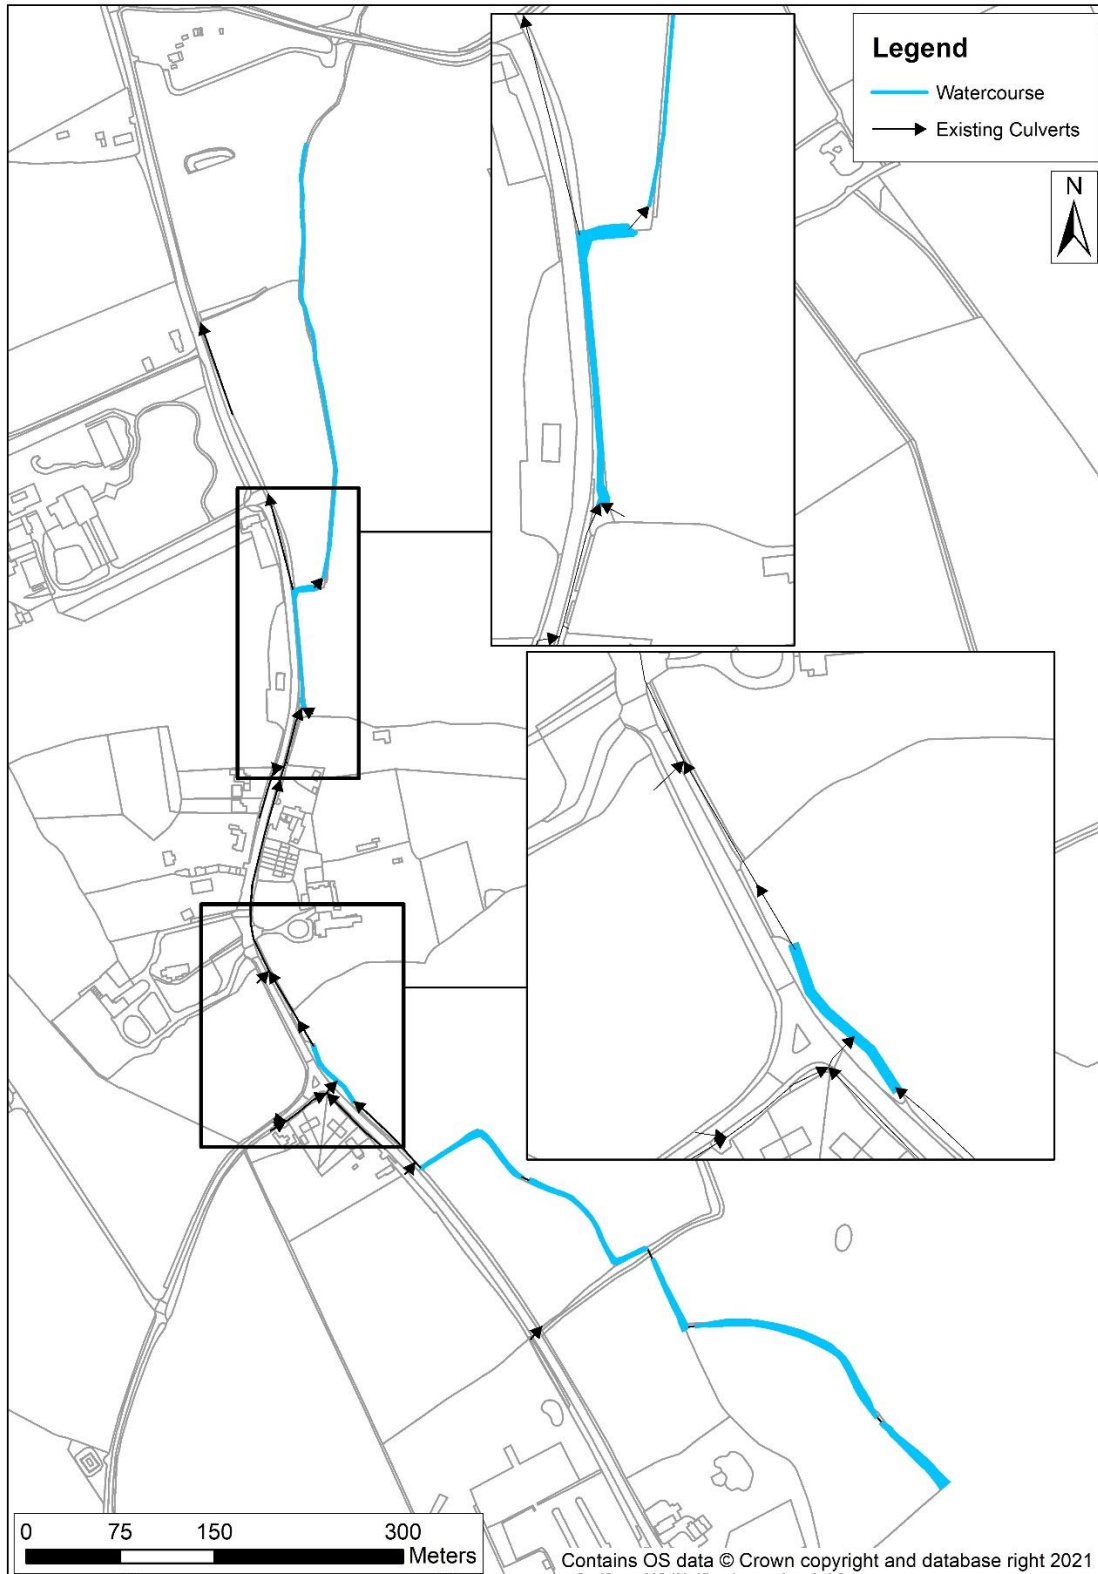 Legend
Watercourse
Existing Culverts
N
0 75 150 300
Meters
Contains OS data © Crown copyright and database right 2021